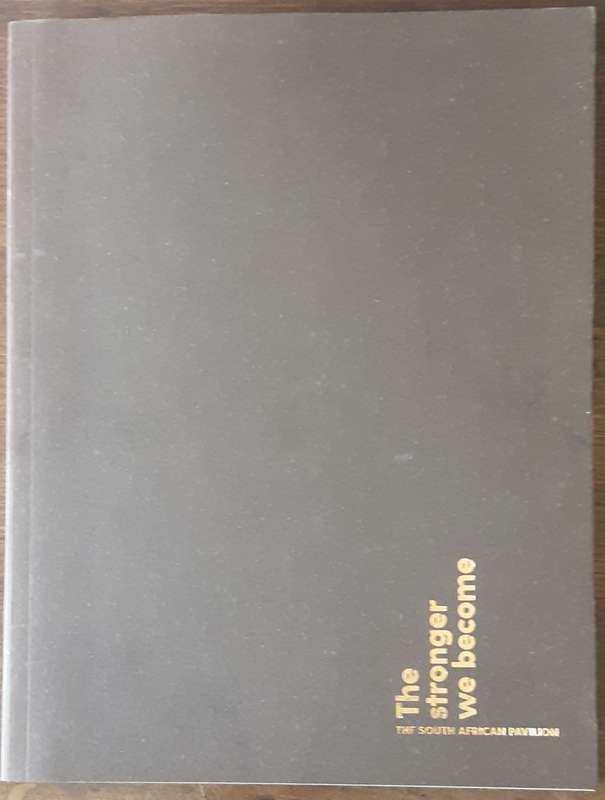 The
stronger
we become
THE SOUTH AFRICAN PAVILION